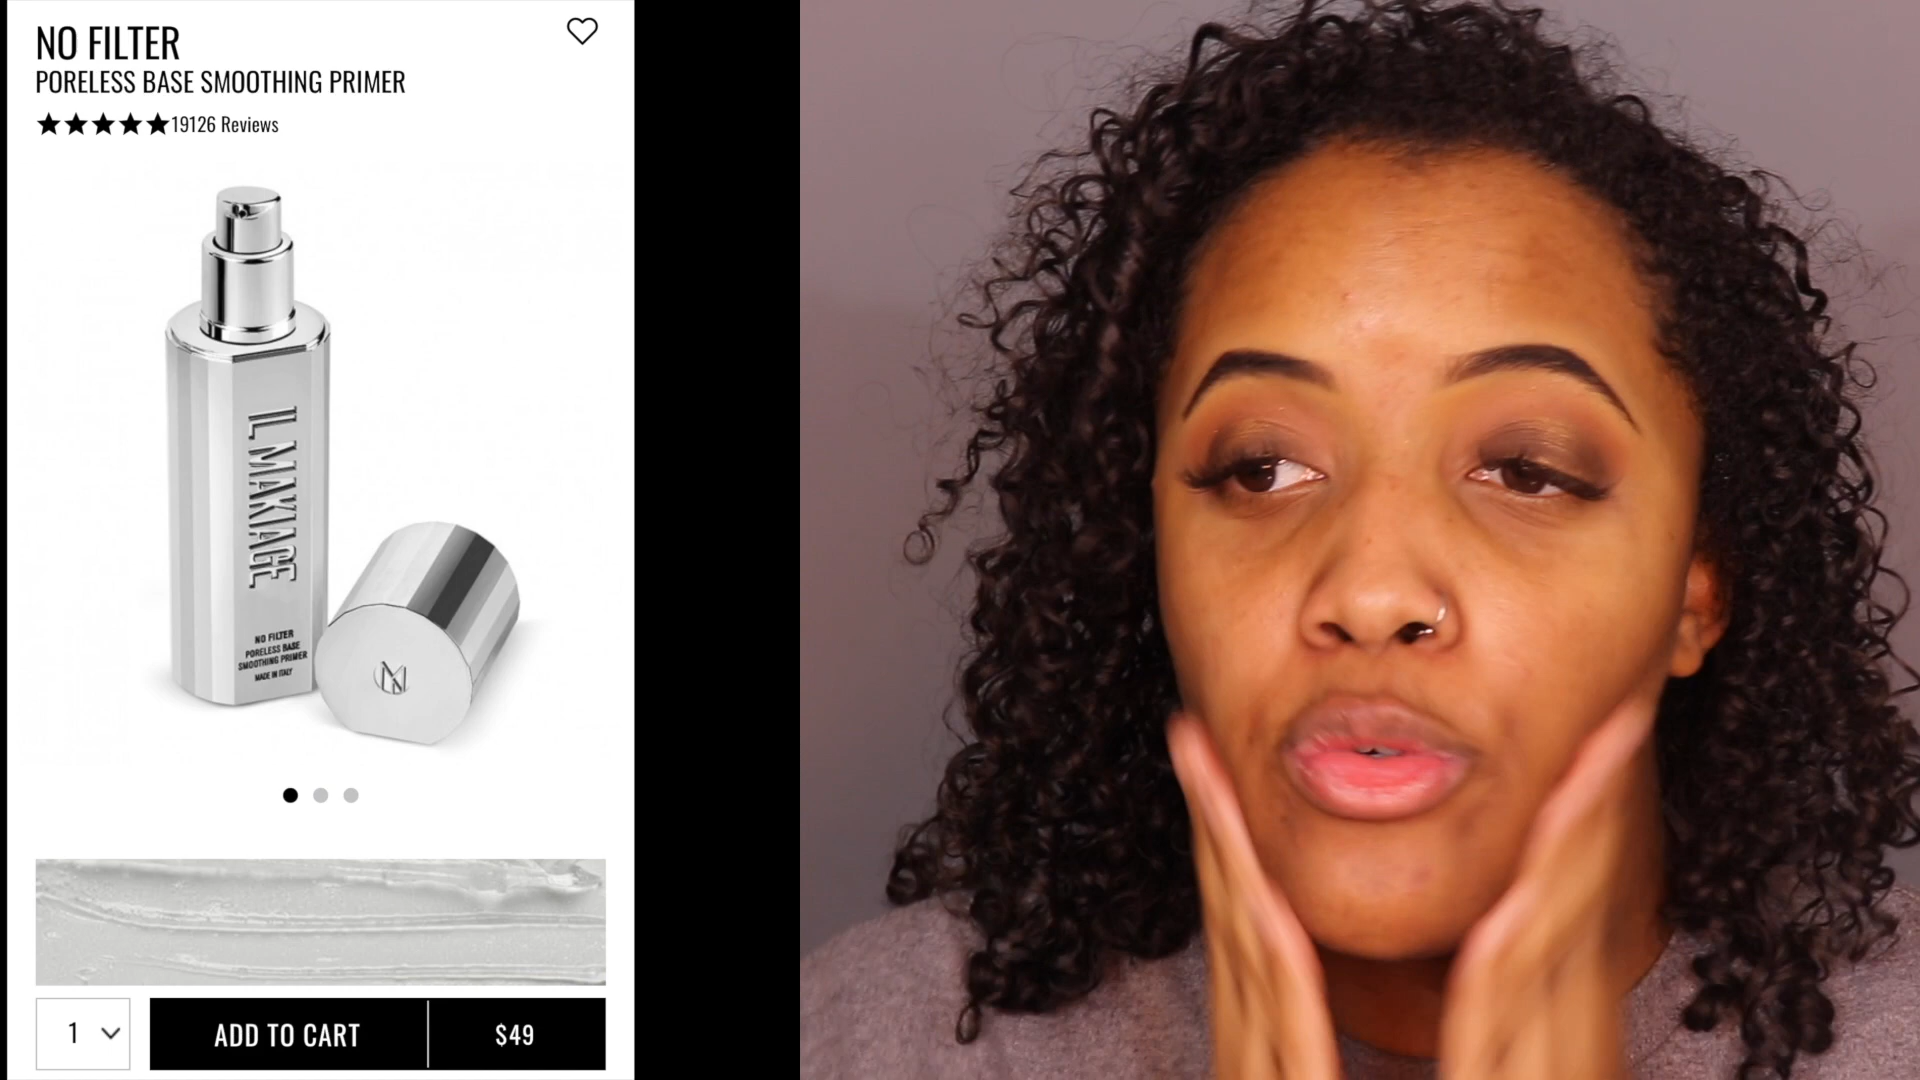 NO FILTER
PORELESS BASE SMOOTHING PRIMER
19126 Reviews
IL MAKIAGE
NO FILTER
PORELESS BASE
SMOOTHING PRIMER
MADE IN ITALY
1
ADD TO CART
$49